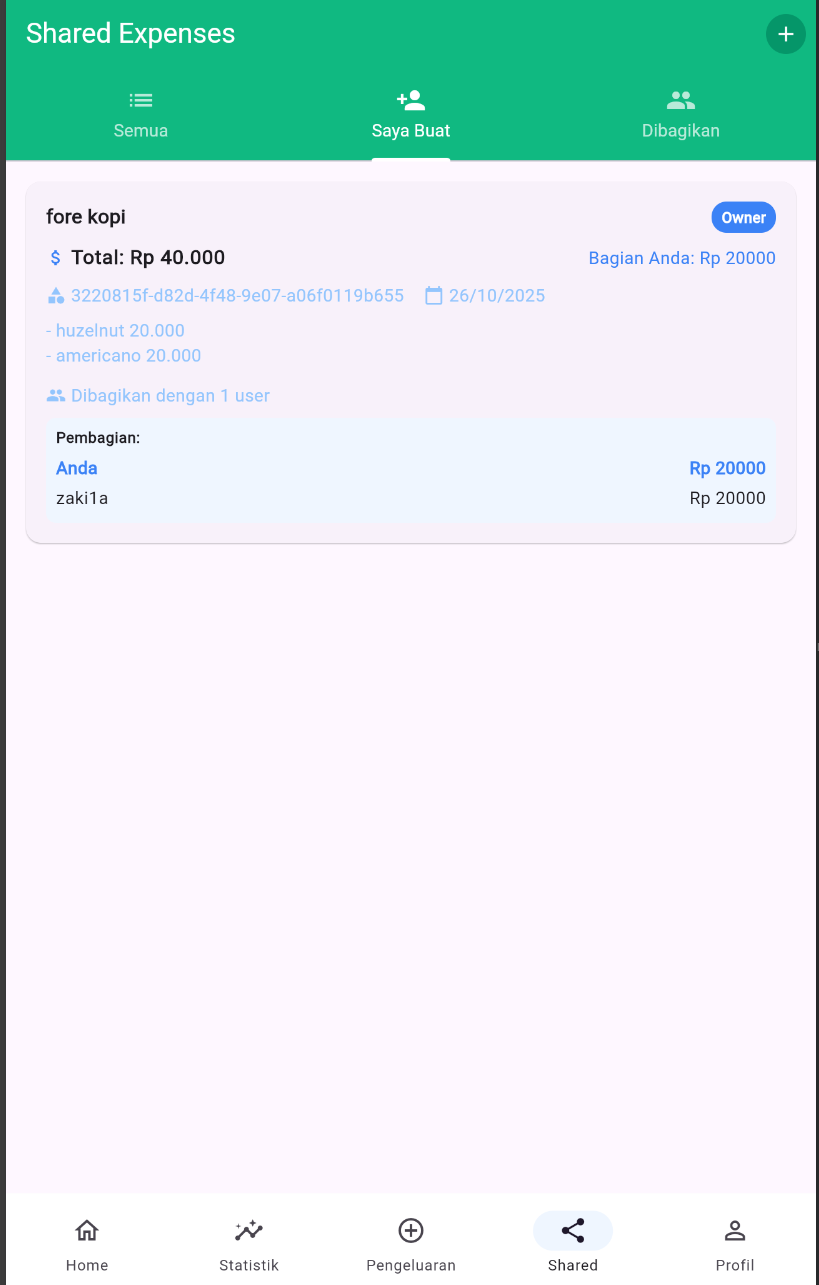 Shared Expenses
Semua
Saya Buat
Dibagikan
fore kopi
Owner
Total: Rp 40.000
Bagian Anda: Rp 20000
3220815f-d82d-4f48-9e07-a06f0119b655
26/10/2025
- huzelnut 20.000
- americano 20.000
Dibagikan dengan 1 user
Pembagian:
Anda
Rp 20000
zaki1a
Rp 20000
Home
Statistik
Pengeluaran
Shared
Profil